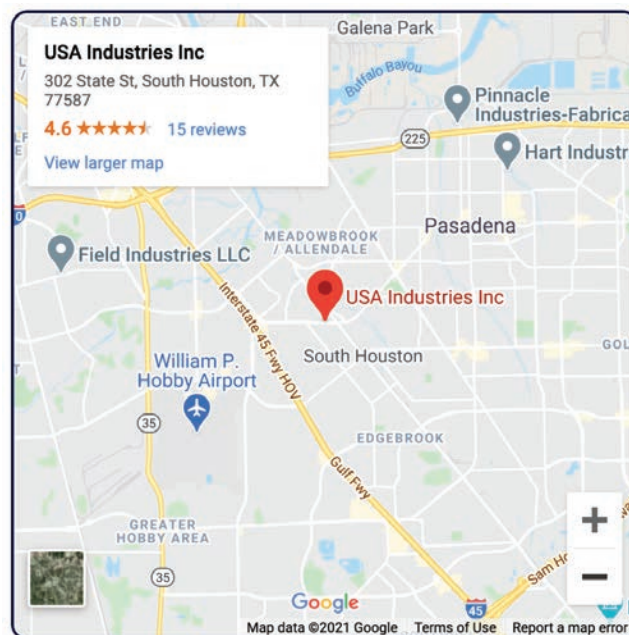 EAST END
USA Industries Inc
302 State St, South Houston, TX
77587
4.6 15 reviews
View larger map
Galena Park
Buffalo Bayou
225
Pinnacle
Industries-Fabrica
Hart Industri
Pasadena
MEADOWBROOK
/ ALLENDALE
Field Industries LLC
USA Industries Inc
Interstate 45 Fwy HOV
South Houston
William P.
Hobby Airport
35
EDGEBROOK
Gulf Fwy
GREATER
HOBBY AREA
35
+
−
Sam Ho
45
Google
Map data ©2021 Google Terms of Use Report a map error